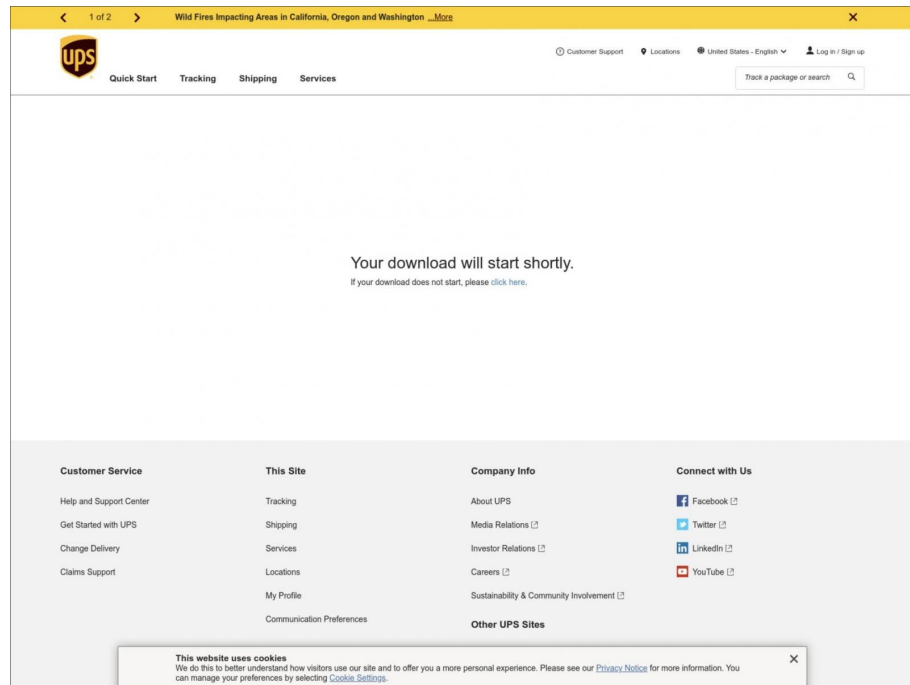 1 of 2
Wild Fires Impacting Areas in California, Oregon and Washington ...More
ups
Customer Support
Locations
United States - English
Log in / Sign up
Quick Start
Tracking
Shipping
Services
Track a package or search
Your download will start shortly.
If your download does not start, please click here.
Customer Service
Help and Support Center
Get Started with UPS
Change Delivery
Claims Support
This Site
Tracking
Shipping
Services
Locations
My Profile
Communication Preferences
Company Info
About UPS
Media Relations
Investor Relations
Careers
Sustainability & Community Involvement
Other UPS Sites
Connect with Us
Facebook
Twitter
LinkedIn
YouTube
This website uses cookies
We do this to better understand how visitors use our site and to offer you a more personal experience. Please see our Privacy Notice for more information. You
can manage your preferences by selecting Cookie Settings.